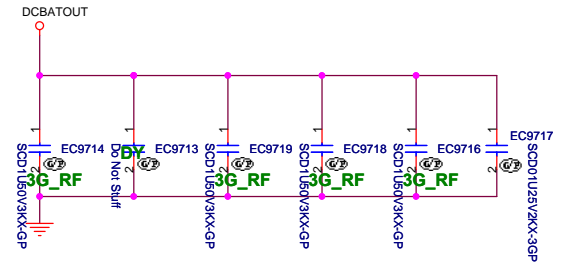 DCBATOUT
1
EC9714
2
3G_RF
SCD1U50V3KX-GP
1
EC9713
DY
2
Do Not Stuff
1
EC9719
2
3G_RF
SCD1U50V3KX-GP
1
EC9718
2
3G_RF
SCD1U50V3KX-GP
1
EC9716
2
3G_RF
SCD1U50V3KX-GP
1
EC9717
2
SCD01U25V2KX-3GP